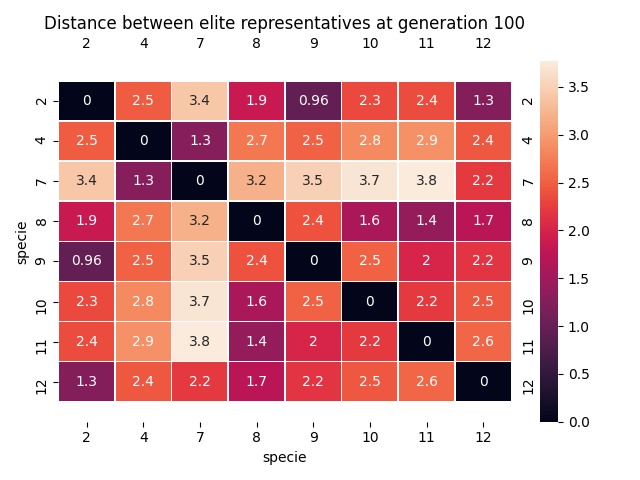 Distance between elite representatives at generation 100
2 4 7 8 9 10 11 12
2 0 2.5 3.4 1.9 0.96 2.3 2.4 1.3 2
4 2.5 0 1.3 2.7 2.5 2.8 2.9 2.4 4
7 3.4 1.3 0 3.2 3.5 3.7 3.8 2.2 7
8 1.9 2.7 3.2 0 2.4 1.6 1.4 1.7 8
9 0.96 2.5 3.5 2.4 0 2.5 2 2.2 9
10 2.3 2.8 3.7 1.6 2.5 0 2.2 2.5 10
11 2.4 2.9 3.8 1.4 2 2.2 0 2.6 11
12 1.3 2.4 2.2 1.7 2.2 2.5 2.6 0 12
2 4 7 8 9 10 11 12
specie
specie
3.5
3.0
2.5
2.0
1.5
1.0
0.5
0.0